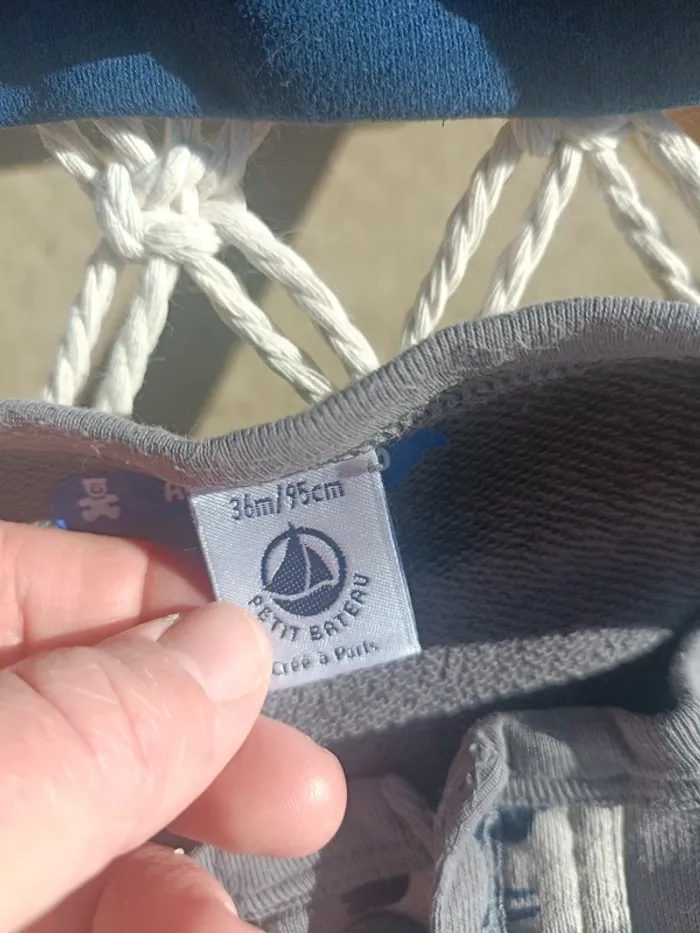 36m/95cm
PETIT BATEAU
Créé à Paris